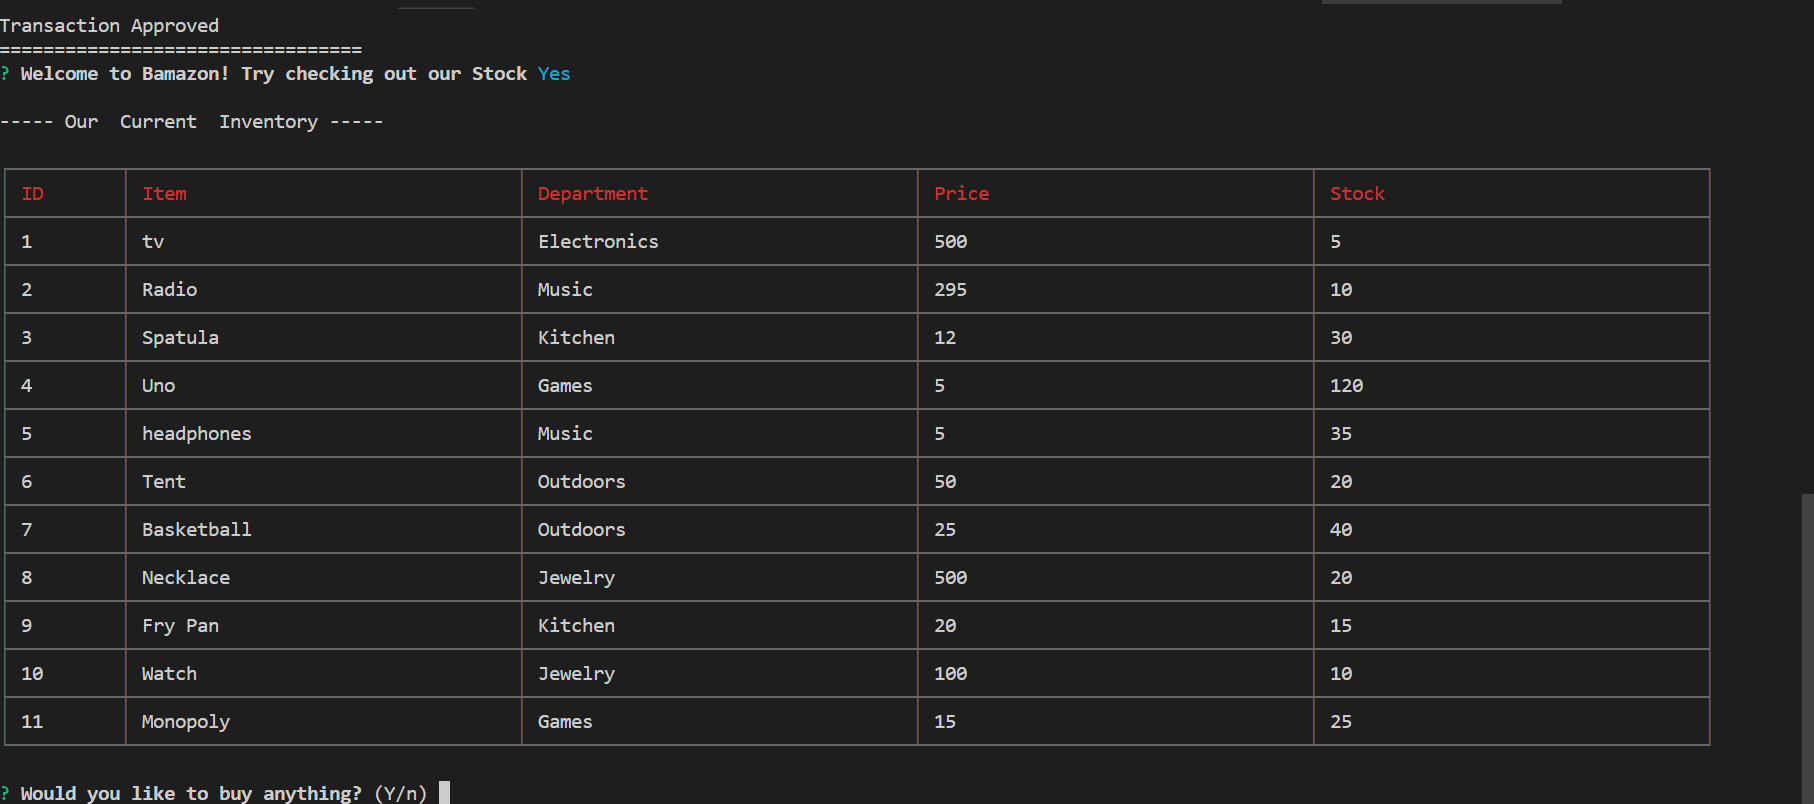 Transaction Approved
=================================
? Welcome to Bamazon! Try checking out our Stock Yes
----- Our  Current  Inventory -----
ID Item Department Price Stock
1 tv Electronics 500 5
2 Radio Music 295 10
3 Spatula Kitchen 12 30
4 Uno Games 5 120
5 headphones Music 5 35
6 Tent Outdoors 50 20
7 Basketball Outdoors 25 40
8 Necklace Jewelry 500 20
9 Fry Pan Kitchen 20 15
10 Watch Jewelry 100 10
11 Monopoly Games 15 25
? Would you like to buy anything? (Y/n)